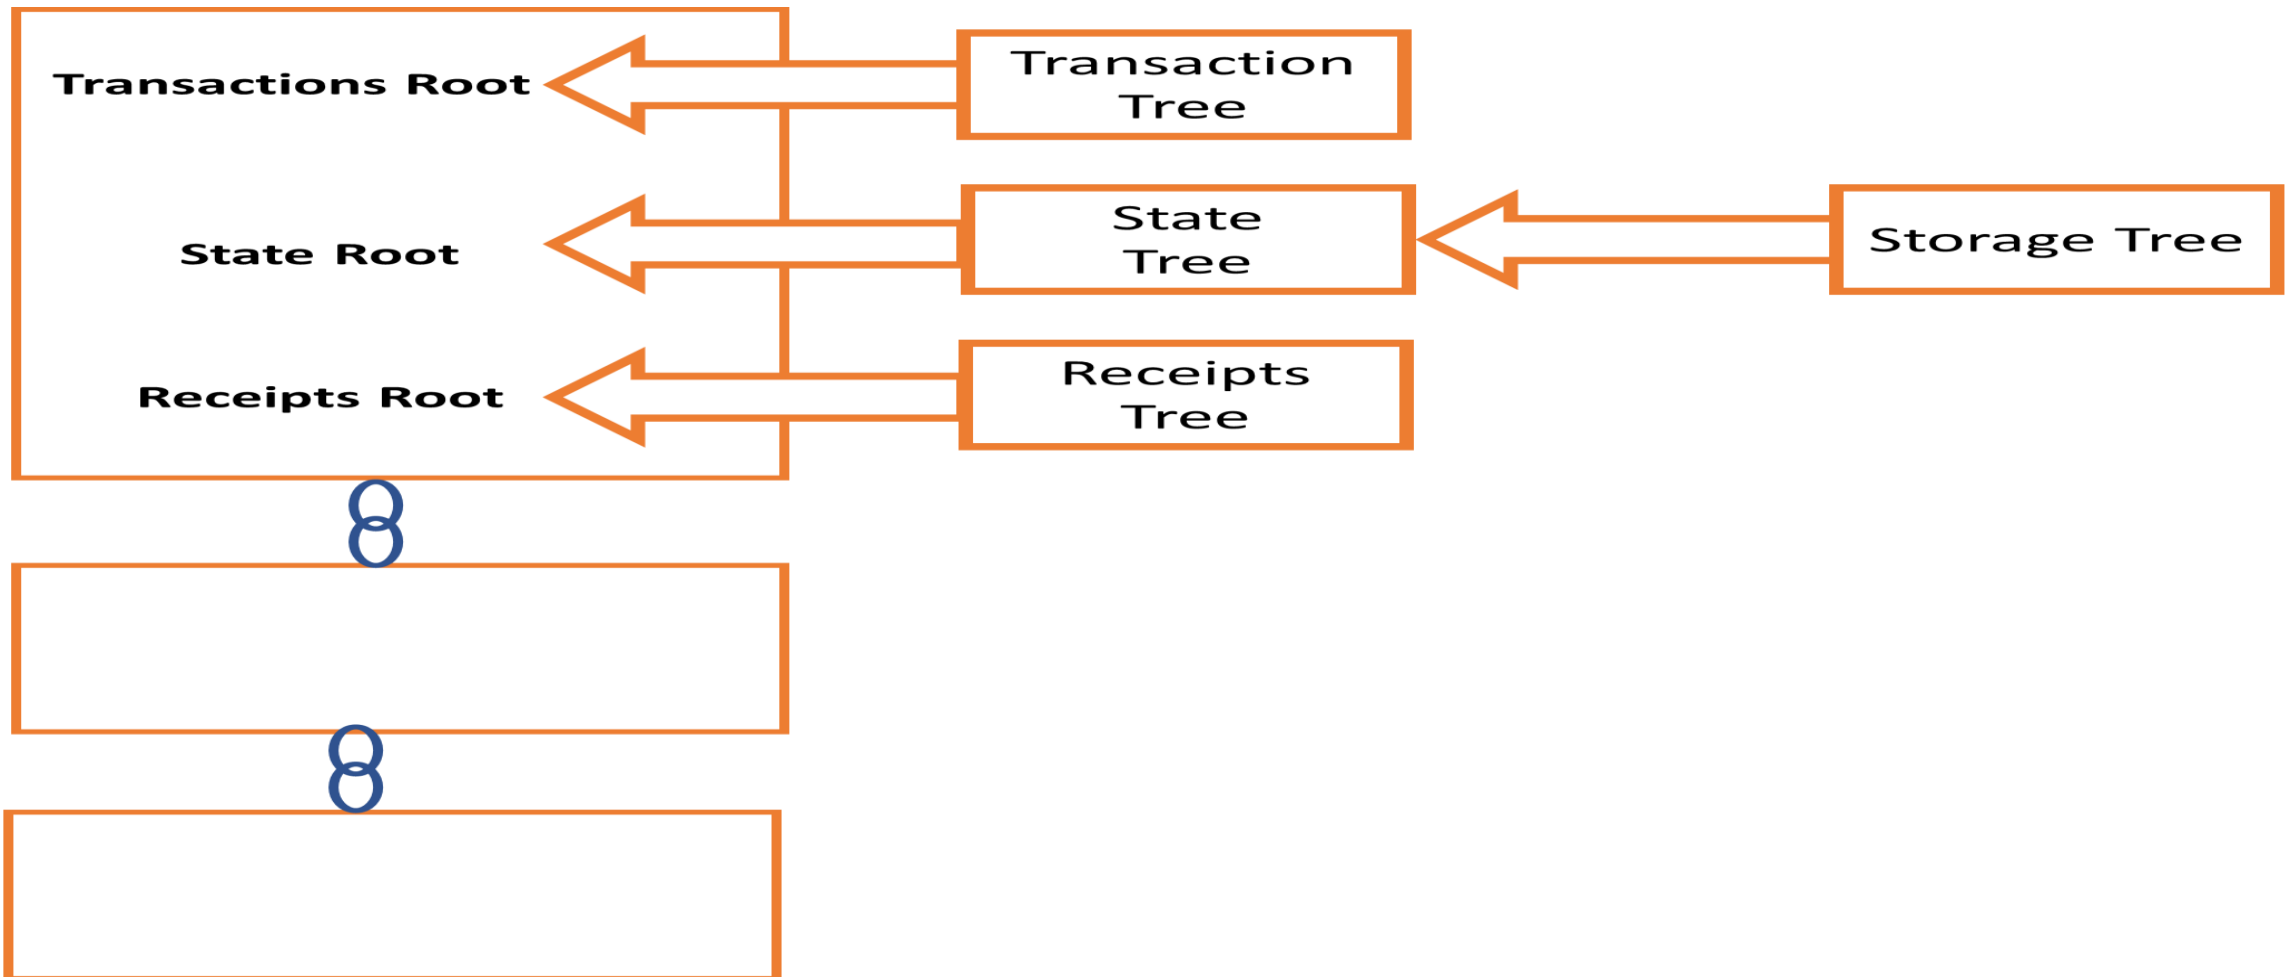 Transactions Root
Transaction
Tree
State Root
State
Tree
Storage Tree
Receipts Root
Receipts
Tree